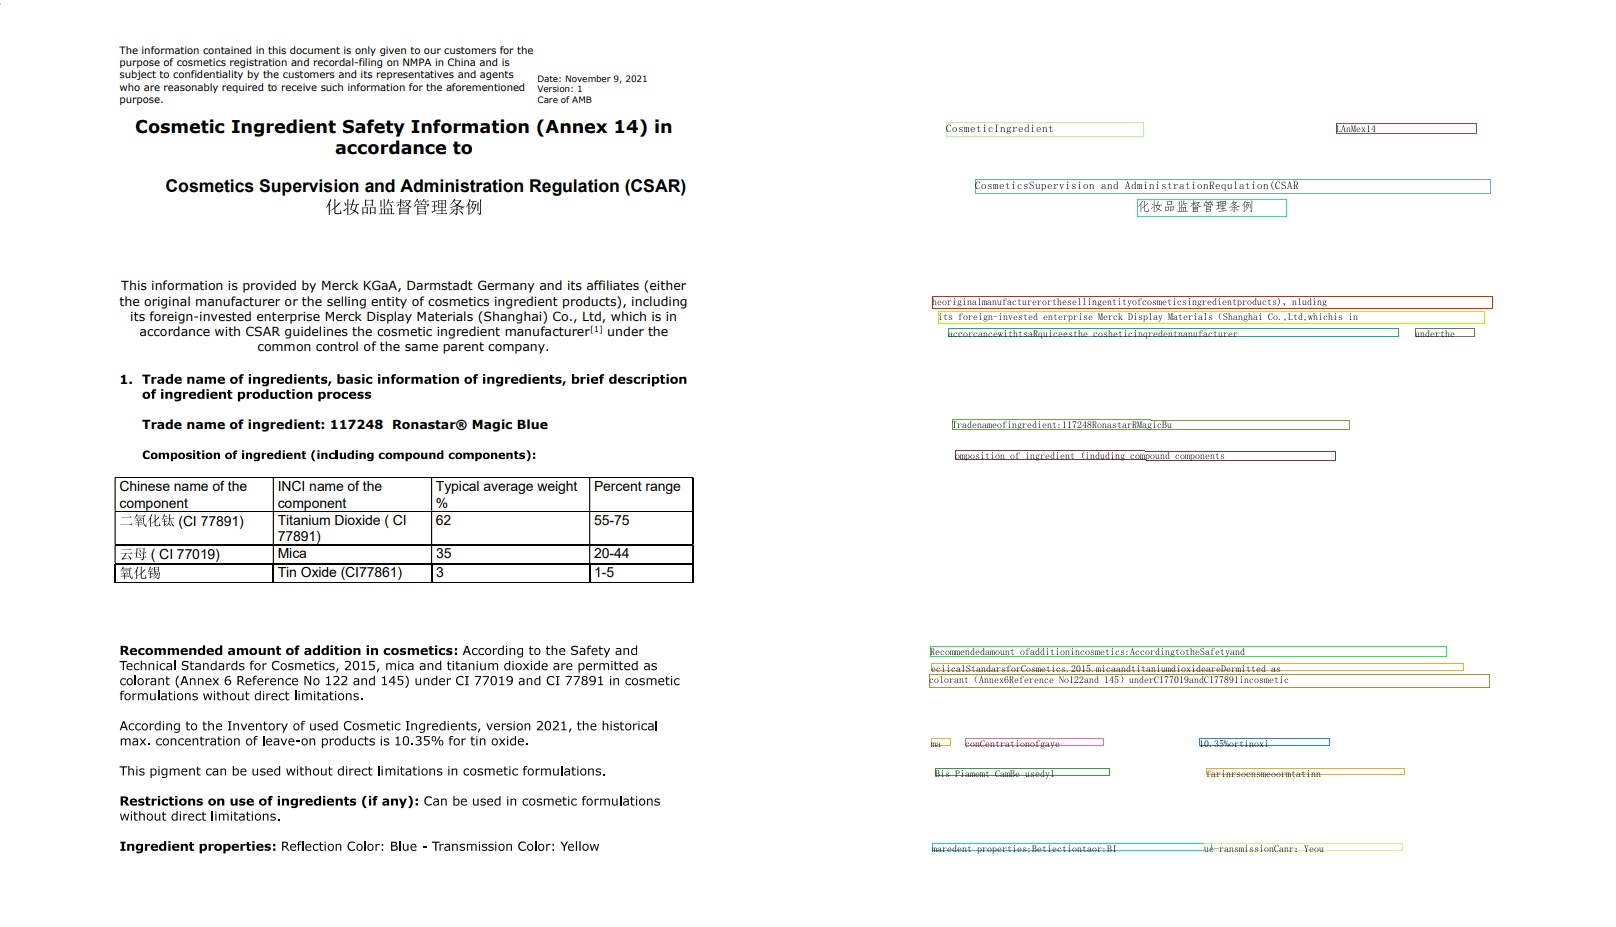 The information contained in this document is only given to our customers for the
purpose of cosmetics registration and recordal-filing on NMPA in China and is
subject to confidentiality by the customers and its representatives and agents
who are reasonably required to receive such information for the aforementioned
purpose.
Date: November 9, 2021
Version: 1
Care of AMB
Cosmetic Ingredient Safety Information (Annex 14) in
accordance to
Cosmetics Supervision and Administration Regulation (CSAR)
化妆品监督管理条例
This information is provided by Merck KGaA, Darmstadt Germany and its affiliates (either
the original manufacturer or the selling entity of cosmetics ingredient products), including
its foreign-invested enterprise Merck Display Materials (Shanghai) Co., Ltd, which is in
accordance with CSAR guidelines the cosmetic ingredient manufacturer[1] under the
common control of the same parent company.
1. Trade name of ingredients, basic information of ingredients, brief description
of ingredient production process
Trade name of ingredient: 117248 Ronastar® Magic Blue
Composition of ingredient (including compound components):
Chinese name of the component INCI name of the component Typical average weight % Percent range
二氧化钛 (CI 77891) Titanium Dioxide ( CI 77891) 62 55-75
云母 ( CI 77019) Mica 35 20-44
氧化锡 Tin Oxide (CI77861) 3 1-5
Recommended amount of addition in cosmetics: According to the Safety and
Technical Standards for Cosmetics, 2015, mica and titanium dioxide are permitted as
colorant (Annex 6 Reference No 122 and 145) under CI 77019 and CI 77891 in cosmetic
formulations without direct limitations.
According to the Inventory of used Cosmetic Ingredients, version 2021, the historical
max. concentration of leave-on products is 10.35% for tin oxide.
This pigment can be used without direct limitations in cosmetic formulations.
Restrictions on use of ingredients (if any): Can be used in cosmetic formulations
without direct limitations.
Ingredient properties: Reflection Color: Blue - Transmission Color: Yellow
CosmeticIngredient
LAnMex14
CosmeticsSupervision and AdministrationRequlation(CSAR
化妆品监督管理条例
heoriginalmanufacturerorthesellingentityofcosmeticsingredientproducts), nluding
its foreign-invested enterprise Merck Display Materials (Shanghai Co.,Ltd,whichis in
accorcancewithtsaRquiceesthe cosheticinqredentnanufacturer
underthe
Tradenameofingredient:117248RonastarRMagicBu
omposition of ingredient (induding compound components
Recommendedamount ofadditionincosmetics:AccordingtotheSafetyand
eciicalStandarsforCosmetics.2015.micaandtitaniumdioxideareDermitted as
colorant (Annex6Reference No122and 145) underCI77019andCI77891incosmetic
ma
conCentrationofgaye
10.35%ortinoxi
Bis Piamemt CamBe usedyl
farinrsocnsmeoormtatinn
maredent properties:Betiectiontaor:BI
ue-ransmissionCanr: Yeou